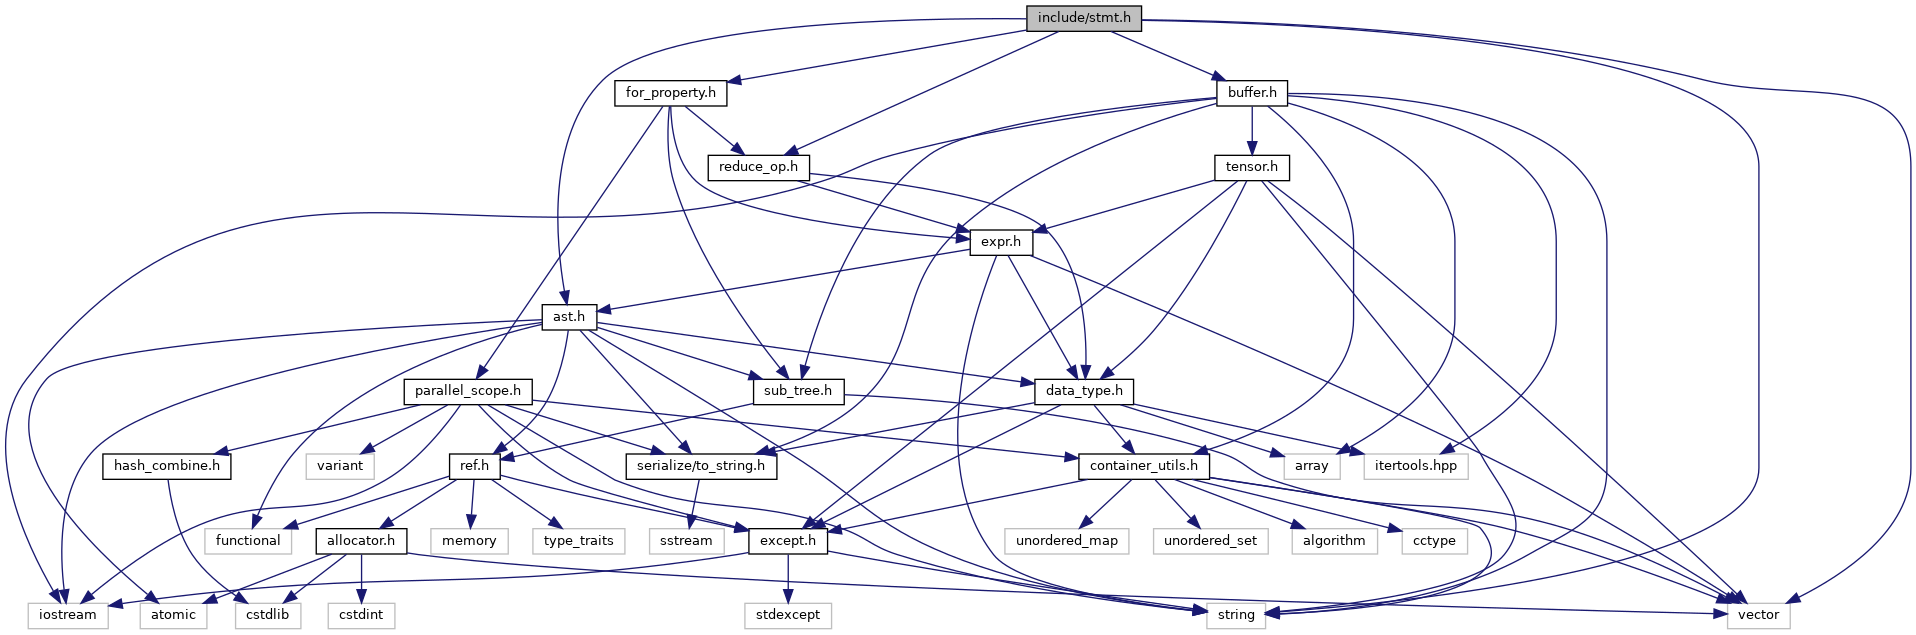 include/stmt.h
for_property.h
buffer.h
reduce_op.h
tensor.h
expr.h
ast.h
parallel_scope.h
sub_tree.h
data_type.h
hash_combine.h
variant
ref.h
serialize/to_string.h
container_utils.h
array
itertools.hpp
functional
allocator.h
memory
type_traits
sstream
except.h
unordered_map
unordered_set
algorithm
cctype
iostream
atomic
cstdlib
cstdint
stdexcept
string
vector